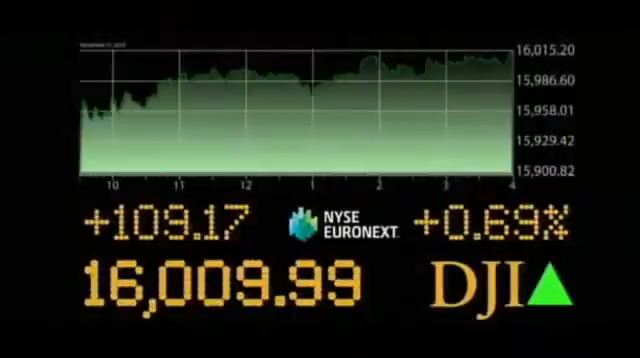 16,015.20
15,986.60
15,958.01
15,929.42
15,900.82
10 11 12 1 2 3 4
+109.17
NYSE
EURONEXT.
+0.69%
16,009.99
DJI